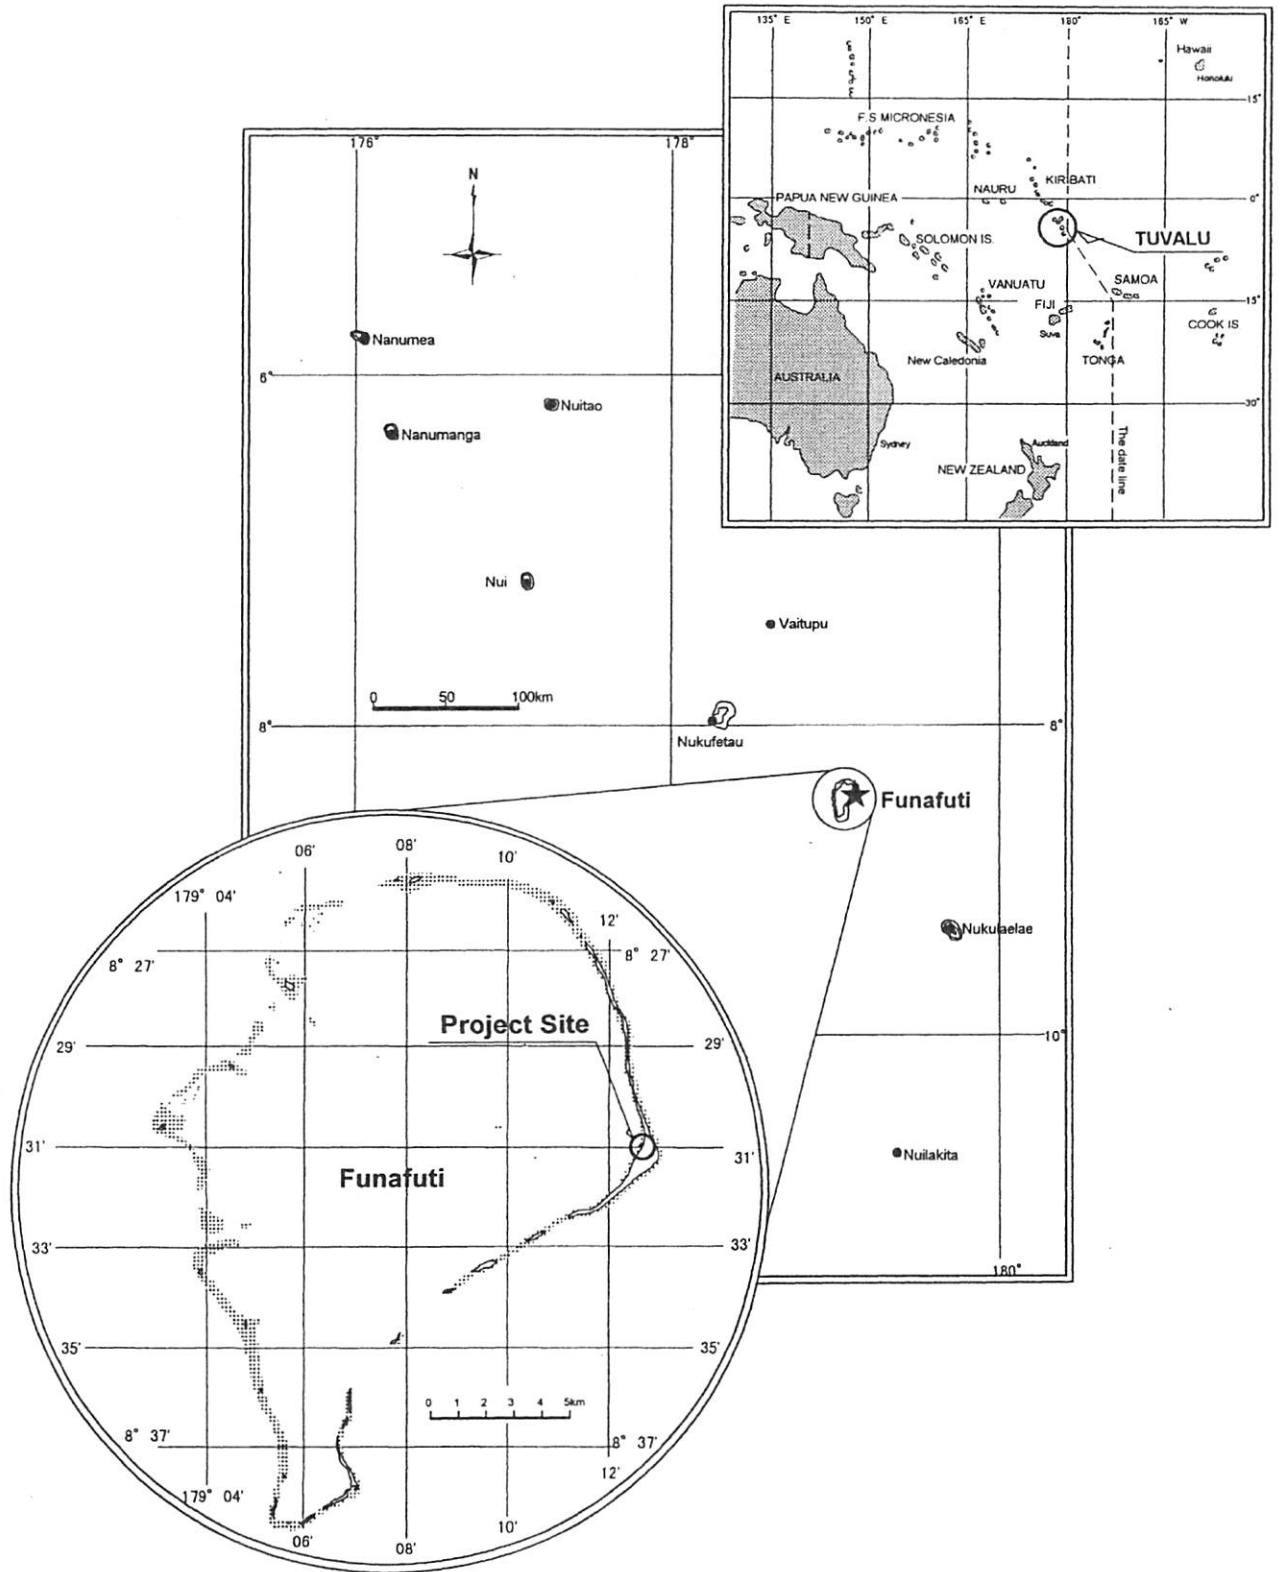 135° E 150° E 165° E 180° 165° W
Hawaii
Honolulu
15°
F.S MICRONESIA
KIRIBATI
NAURU
0°
PAPUA NEW GUINEA
SOLOMON IS.
TUVALU
SAMOA
VANUATU
FIJI
15°
Suva
COOK IS
New Caledonia
TONGA
AUSTRALIA
30°
The date line
Sydney
Auckland
NEW ZEALAND
176° 178°
N
Nanumea
6°
Nuitao
Nanumanga
Nui
Vaitupu
0 50 100km
8° 8°
Nukufetau
Funafuti
Nukulaelae
10°
Nuilakita
180°
06' 08' 10'
179° 04'
12'
8° 27' 8° 27'
Project Site
29' 29'
31' 31'
Funafuti
33' 33'
35' 35'
0 1 2 3 4 5km
8° 37' 8° 37'
12'
179° 04'
06' 08' 10'